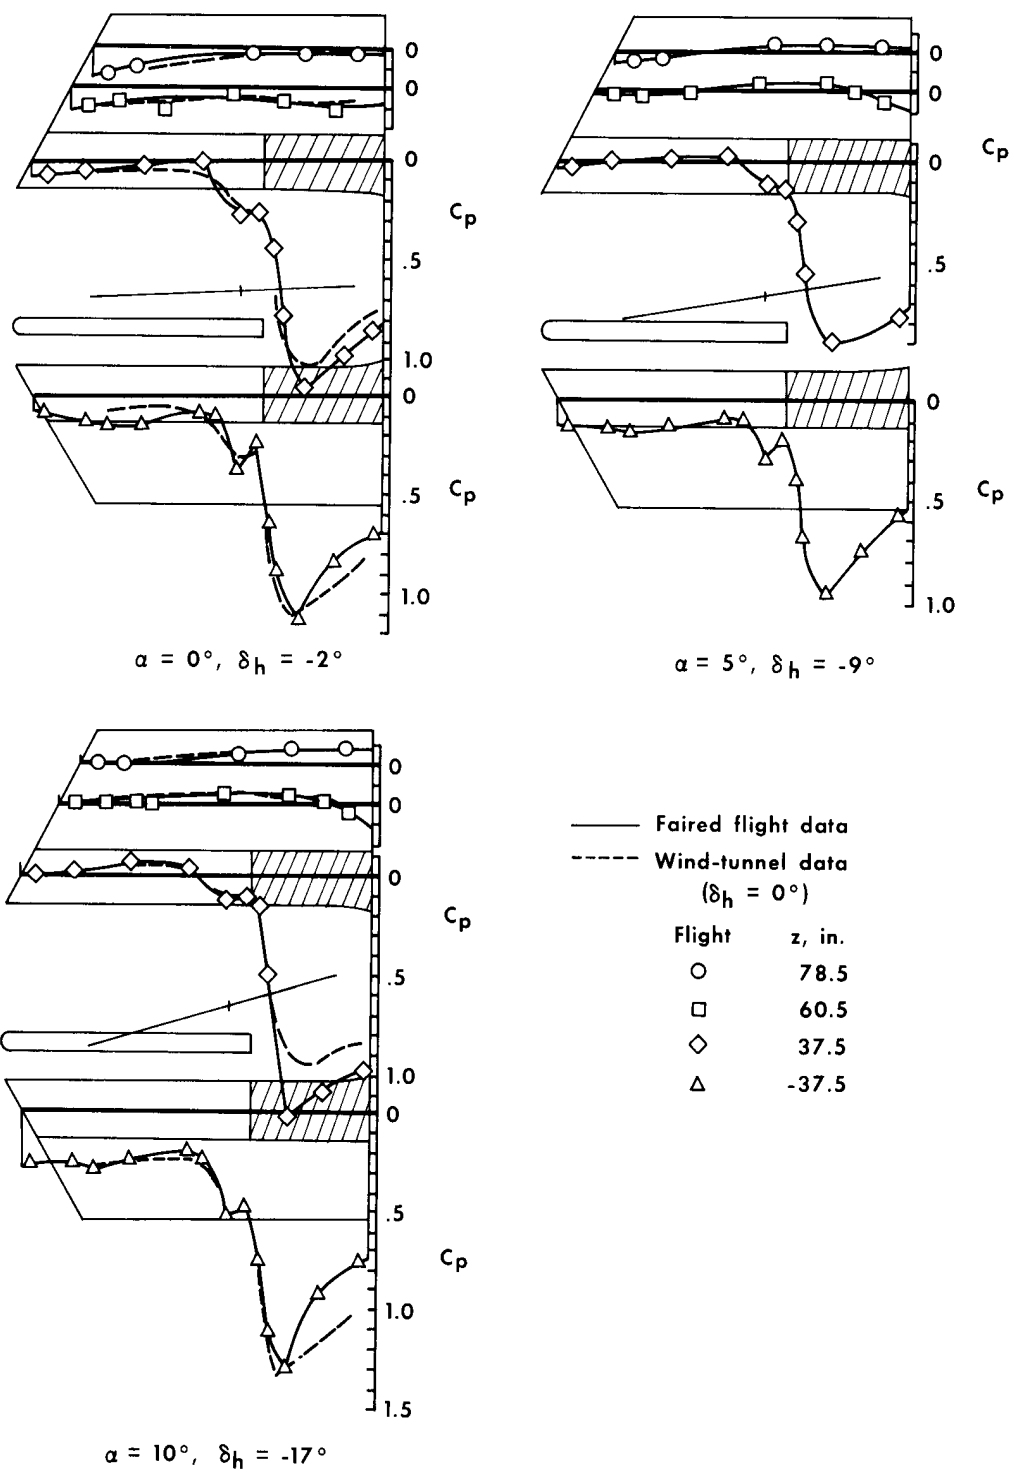 0
0
0
Cp
.5
1.0
0
.5
Cp
1.0
α = 0°, δh = -2°
0
0
0
Cp
.5
0
.5
Cp
1.0
α = 5°, δh = -9°
0
0
0
Cp
.5
1.0
0
.5
Cp
1.0
1.5
α = 10°, δh = -17°
Faired flight data
Wind-tunnel data
(δh = 0°)
Flight z, in.
78.5
60.5
37.5
-37.5